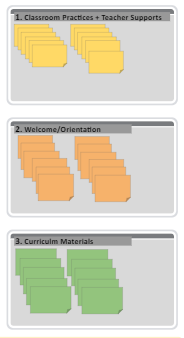 1. Classroom Practices + Teacher Supports
2. Welcome/Orientation
3. Curriculm Materials